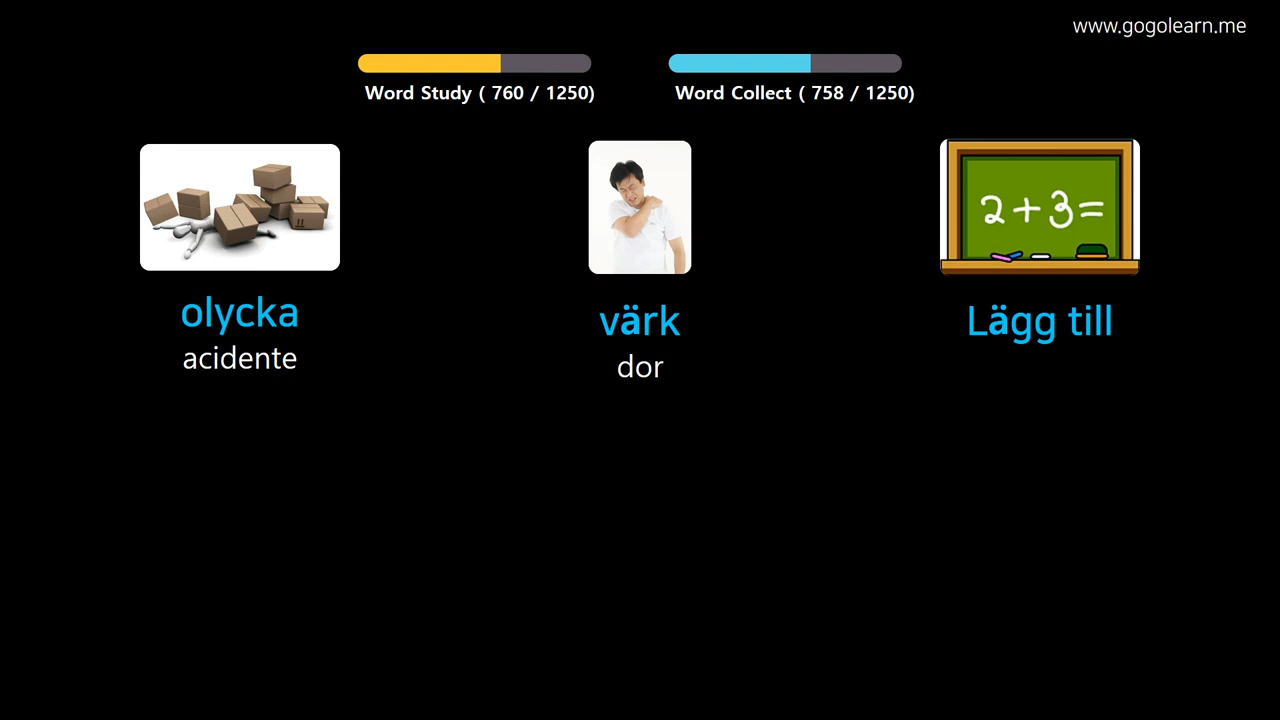 www.gogolearn.me
Word Study ( 760 / 1250)
Word Collect ( 758 / 1250)
2+3=
olycka
acidente
värk
dor
Lägg till